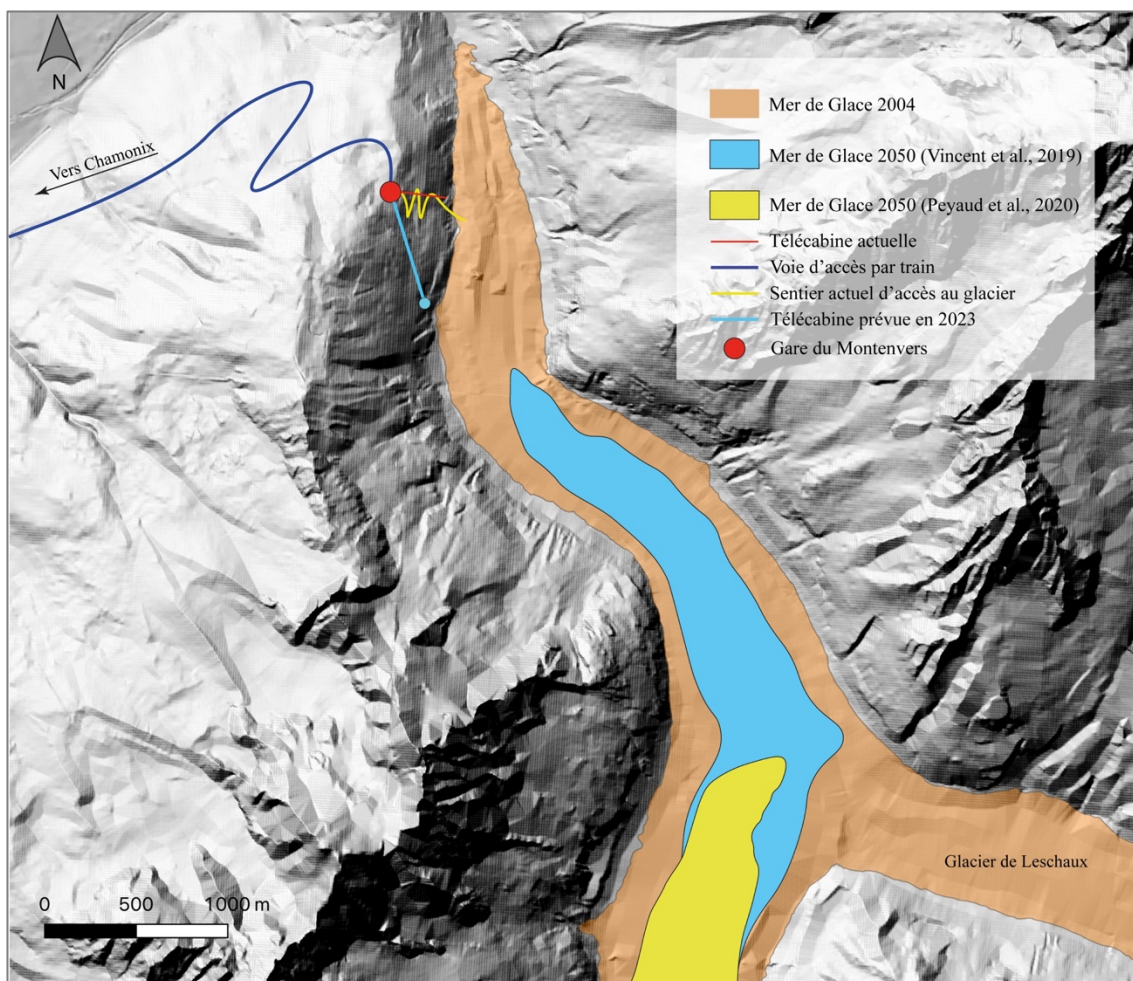 N
Vers Chamonix
Mer de Glace 2004
Mer de Glace 2050 (Vincent et al., 2019)
Mer de Glace 2050 (Peyaud et al., 2020)
Télécabine actuelle
Voie d’accès par train
Sentier actuel d’accès au glacier
Télécabine prévue en 2023
Gare du Montenvers
Glacier de Leschaux
0 500 1000 m